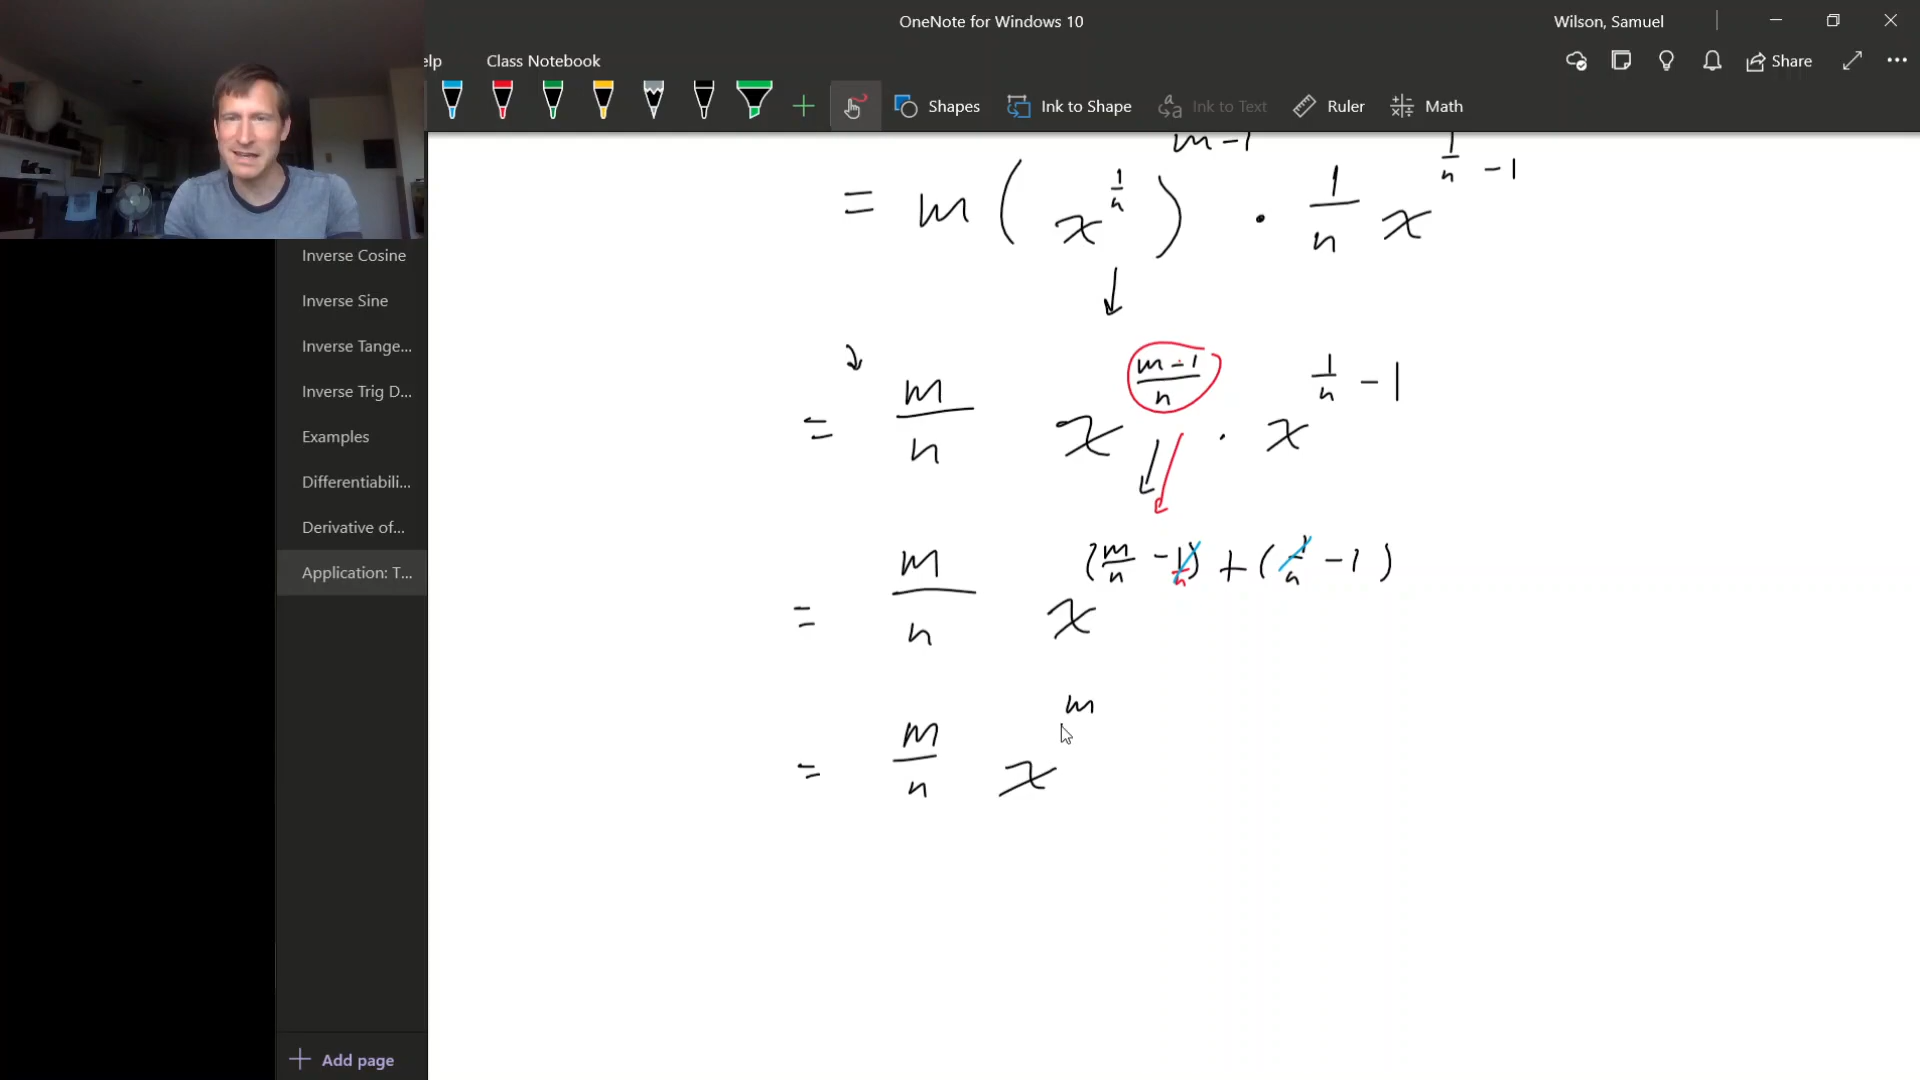 OneNote for Windows 10
Wilson, Samuel
elp Class Notebook
Share
Shapes Ink to Shape Ink to Text Ruler Math
Inverse Cosine
Inverse Sine
Inverse Tange...
Inverse Trig D...
Examples
Differentiabili...
Derivative of...
Application: T...
Add page
= m ( x^(1/n) )^(m-1) · 1/n x^(1/n - 1)
= m/n x^((m-1)/n) · x^(1/n - 1)
= m/n x^((m/n - 1/n) + (1/n - 1))
= m/n x^m